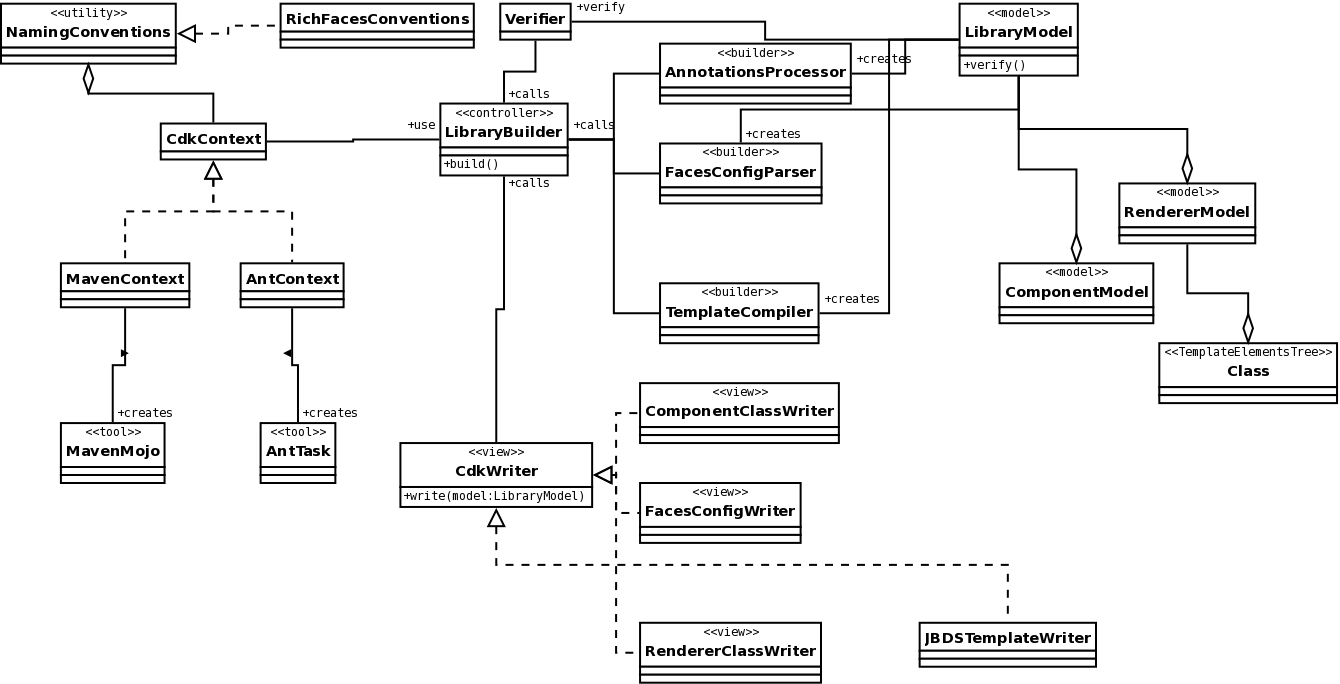 <<utility>>
NamingConventions
RichFacesConventions
Verifier
+verify
<<model>>
LibraryModel
+verify()
<<builder>>
AnnotationsProcessor
+creates
+calls
<<controller>>
LibraryBuilder
+build()
+use
+calls
+calls
CdkContext
+creates
<<builder>>
FacesConfigParser
<<model>>
RendererModel
MavenContext
AntContext
<<builder>>
TemplateCompiler
+creates
<<model>>
ComponentModel
<<TemplateElementsTree>>
Class
+creates
<<tool>>
MavenMojo
+creates
<<tool>>
AntTask
<<view>>
ComponentClassWriter
<<view>>
CdkWriter
+write(model:LibraryModel)
<<view>>
FacesConfigWriter
<<view>>
RendererClassWriter
JBDSTemplateWriter